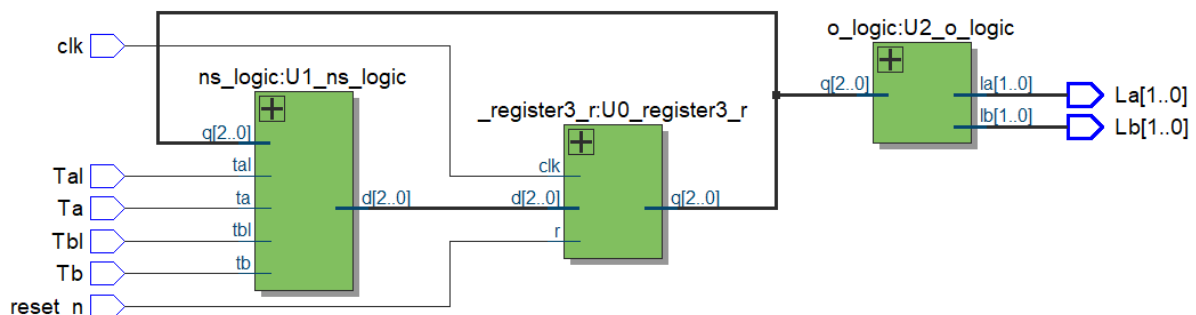 o_logic:U2_o_logic
clk
ns_logic:U1_ns_logic
q[2..0]
la[1..0]
La[1..0]
_register3_r:U0_register3_r
lb[1..0]
Lb[1..0]
q[2..0]
tal
clk
Tal
ta
d[2..0]
d[2..0]
q[2..0]
Ta
tbl
r
Tbl
tb
Tb
reset_n